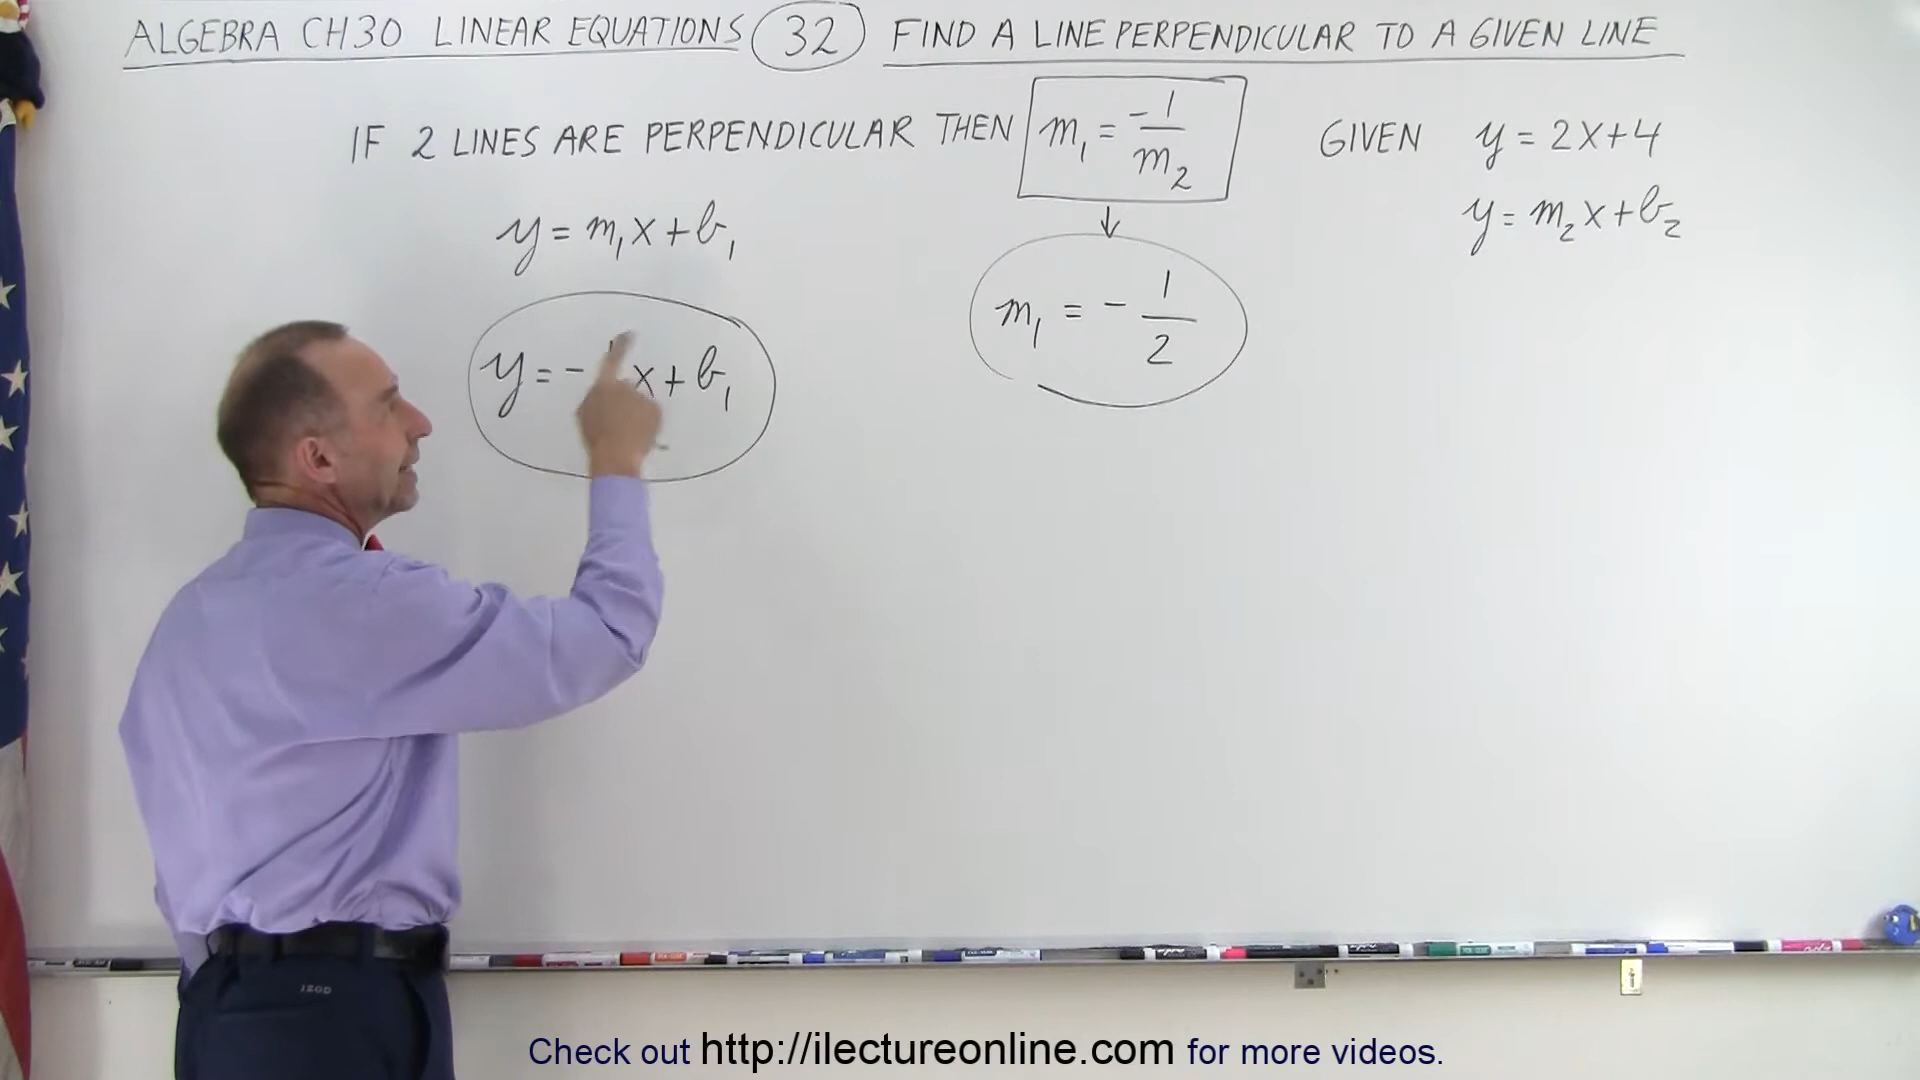 ALGEBRA CH30 LINEAR EQUATIONS 32 FIND A LINE PERPENDICULAR TO A GIVEN LINE
IF 2 LINES ARE PERPENDICULAR THEN m₁ = -1/m₂
y = m₁x + b₁
y = - x + b₁
m₁ = - 1/2
GIVEN y = 2x + 4
y = m₂x + b₂
IZOD
Check out http://ilectureonline.com for more videos.